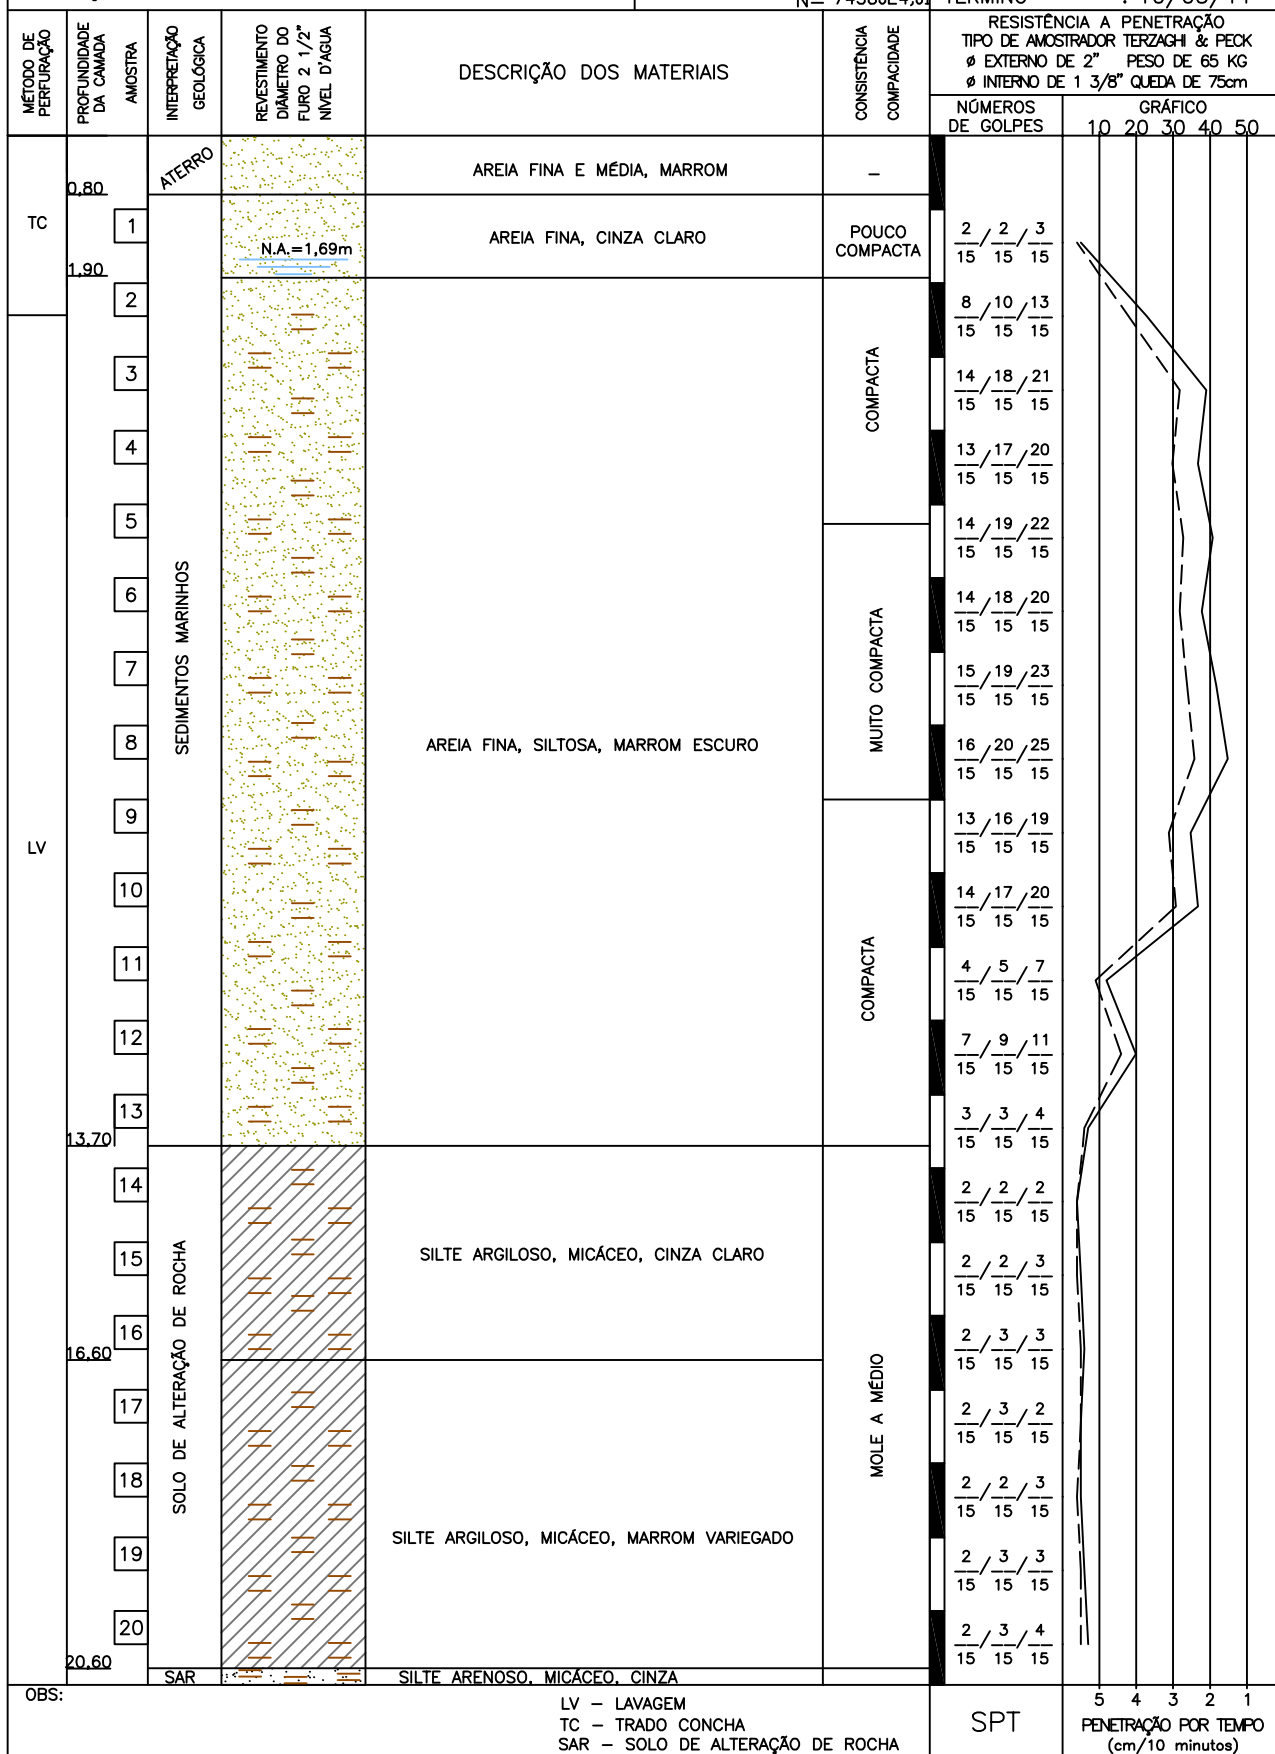 TÉRMINO
MÉTODO DE PERFURAÇÃO
PROFUNDIDADE DA CAMADA
AMOSTRA
INTERPRETAÇÃO GEOLÓGICA
REVESTIMENTO DIÂMETRO DO FURO 2 1/2" NÍVEL D'AGUA
DESCRIÇÃO DOS MATERIAIS
CONSISTÊNCIA COMPACIDADE
RESISTÊNCIA A PENETRAÇÃO
TIPO DE AMOSTRADOR TERZAGHI & PECK
ø EXTERNO DE 2" PESO DE 65 KG
ø INTERNO DE 1 3/8" QUEDA DE 75cm
NÚMEROS DE GOLPES
GRÁFICO
10 20 30 40 50
ATERRO
AREIA FINA E MÉDIA, MARROM
–
0,80
TC
1
N.A.=1,69m
AREIA FINA, CINZA CLARO
POUCO COMPACTA
2/2/3
15 15 15
1,90
2
8/10/13
15 15 15
3
COMPACTA
14/18/21
15 15 15
4
13/17/20
15 15 15
5
14/19/22
15 15 15
6
14/18/20
15 15 15
SEDIMENTOS MARINHOS
7
MUITO COMPACTA
15/19/23
15 15 15
8
AREIA FINA, SILTOSA, MARROM ESCURO
16/20/25
15 15 15
9
13/16/19
15 15 15
LV
10
14/17/20
15 15 15
11
COMPACTA
4/5/7
15 15 15
12
7/9/11
15 15 15
13
3/3/4
15 15 15
13,70
14
2/2/2
15 15 15
15
SILTE ARGILOSO, MICÁCEO, CINZA CLARO
2/2/3
15 15 15
16
2/3/3
15 15 15
16,60
SOLO DE ALTERAÇÃO DE ROCHA
MOLE A MÉDIO
17
2/3/2
15 15 15
18
2/2/3
15 15 15
19
SILTE ARGILOSO, MICÁCEO, MARROM VARIEGADO
2/3/3
15 15 15
20
2/3/4
15 15 15
20,60
SAR
SILTE ARENOSO, MICÁCEO, CINZA
OBS:
LV – LAVAGEM
TC – TRADO CONCHA
SAR – SOLO DE ALTERAÇÃO DE ROCHA
SPT
5 4 3 2 1
PENETRAÇÃO POR TEMPO
(cm/10 minutos)